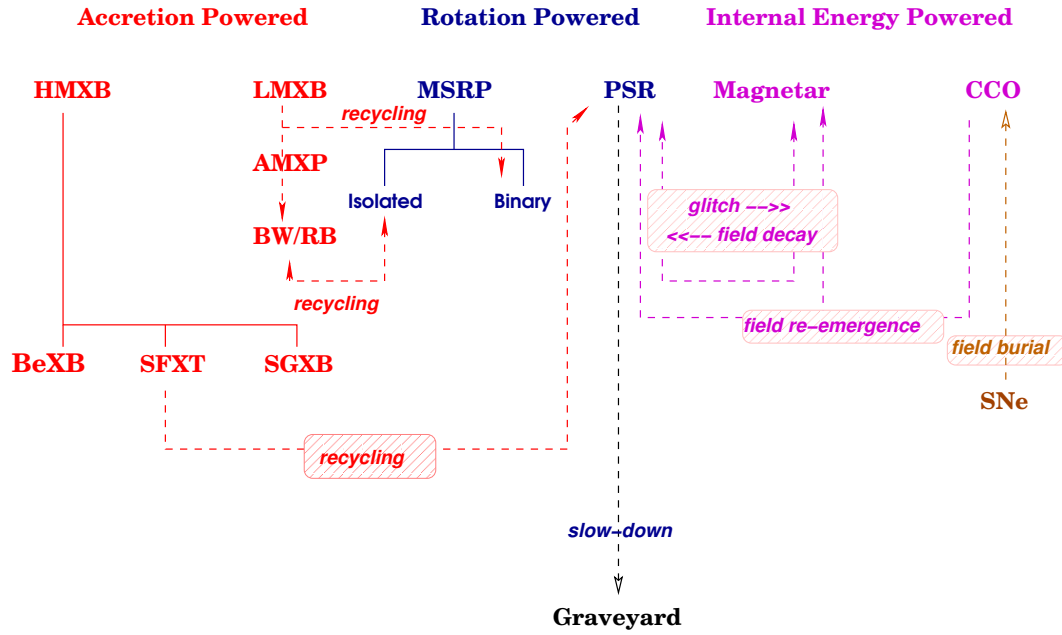 Accretion Powered Rotation Powered Internal Energy Powered
HMXB LMXB MSRP PSR Magnetar CCO
recycling
AMXP
Isolated Binary
glitch −−>>
BW/RB <<−− field decay
recycling
field re−emergence
field burial
BeXB SFXT SGXB
SNe
recycling
slow−down
Graveyard